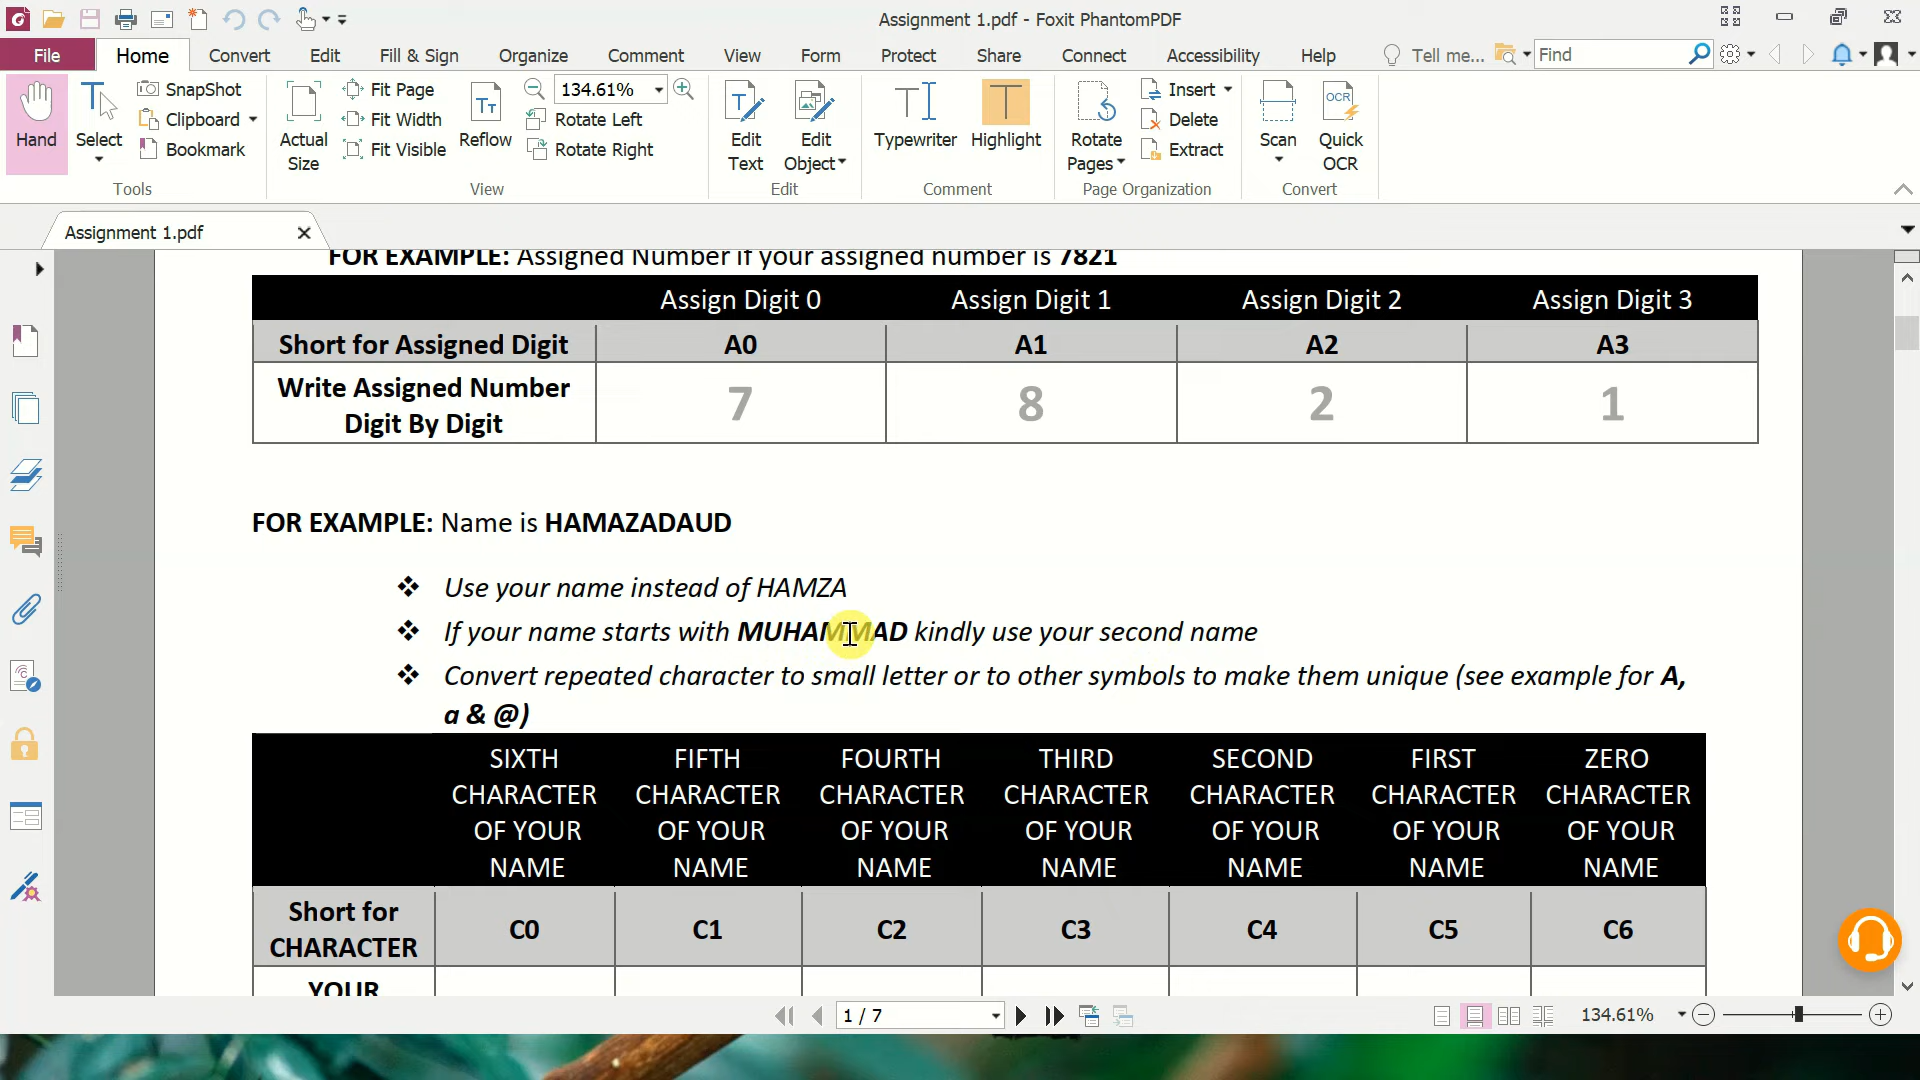 Assignment 1.pdf - Foxit PhantomPDF
File Home Convert Edit Fill & Sign Organize Comment View Form Protect Share Connect Accessibility Help Tell me... Find
Hand
Select
SnapShot
Clipboard
Bookmark
Tools
Actual
Size
Fit Page
Fit Width
Fit Visible
Reflow
134.61%
Rotate Left
Rotate Right
View
Edit
Text
Edit
Object
Edit
Typewriter
Highlight
Comment
Rotate
Pages
Insert
Delete
Extract
Page Organization
Scan
Quick
OCR
Convert
Assignment 1.pdf
FOR EXAMPLE: Assigned Number if your assigned number is 7821
Assign Digit 0 Assign Digit 1 Assign Digit 2 Assign Digit 3
Short for Assigned Digit A0 A1 A2 A3
Write Assigned Number
Digit By Digit
7 8 2 1
FOR EXAMPLE: Name is HAMAZADAUD
❖ Use your name instead of HAMZA
❖ If your name starts with MUHAMMAD kindly use your second name
❖ Convert repeated character to small letter or to other symbols to make them unique (see example for A,
a & @)
SIXTH
CHARACTER
OF YOUR
NAME
FIFTH
CHARACTER
OF YOUR
NAME
FOURTH
CHARACTER
OF YOUR
NAME
THIRD
CHARACTER
OF YOUR
NAME
SECOND
CHARACTER
OF YOUR
NAME
FIRST
CHARACTER
OF YOUR
NAME
ZERO
CHARACTER
OF YOUR
NAME
Short for
CHARACTER
C0 C1 C2 C3 C4 C5 C6
YOUR
1 / 7
134.61%